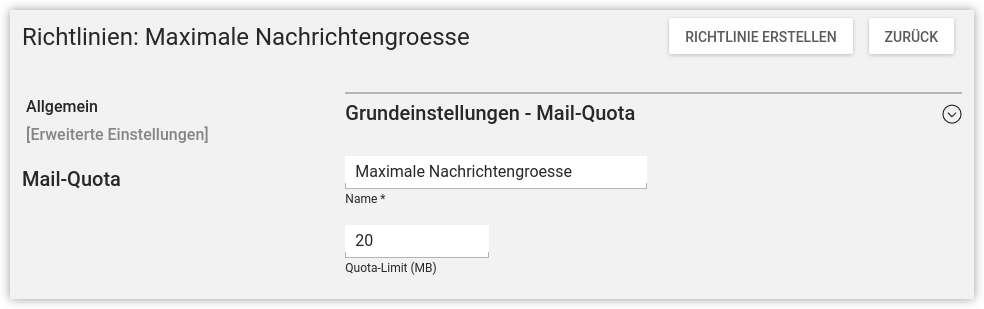 Richtlinien: Maximale Nachrichtengroesse
RICHTLINIE ERSTELLEN
ZURÜCK
Allgemein
[Erweiterte Einstellungen]
Mail-Quota
Grundeinstellungen - Mail-Quota
Maximale Nachrichtengroesse
Name *
20
Quota-Limit (MB)